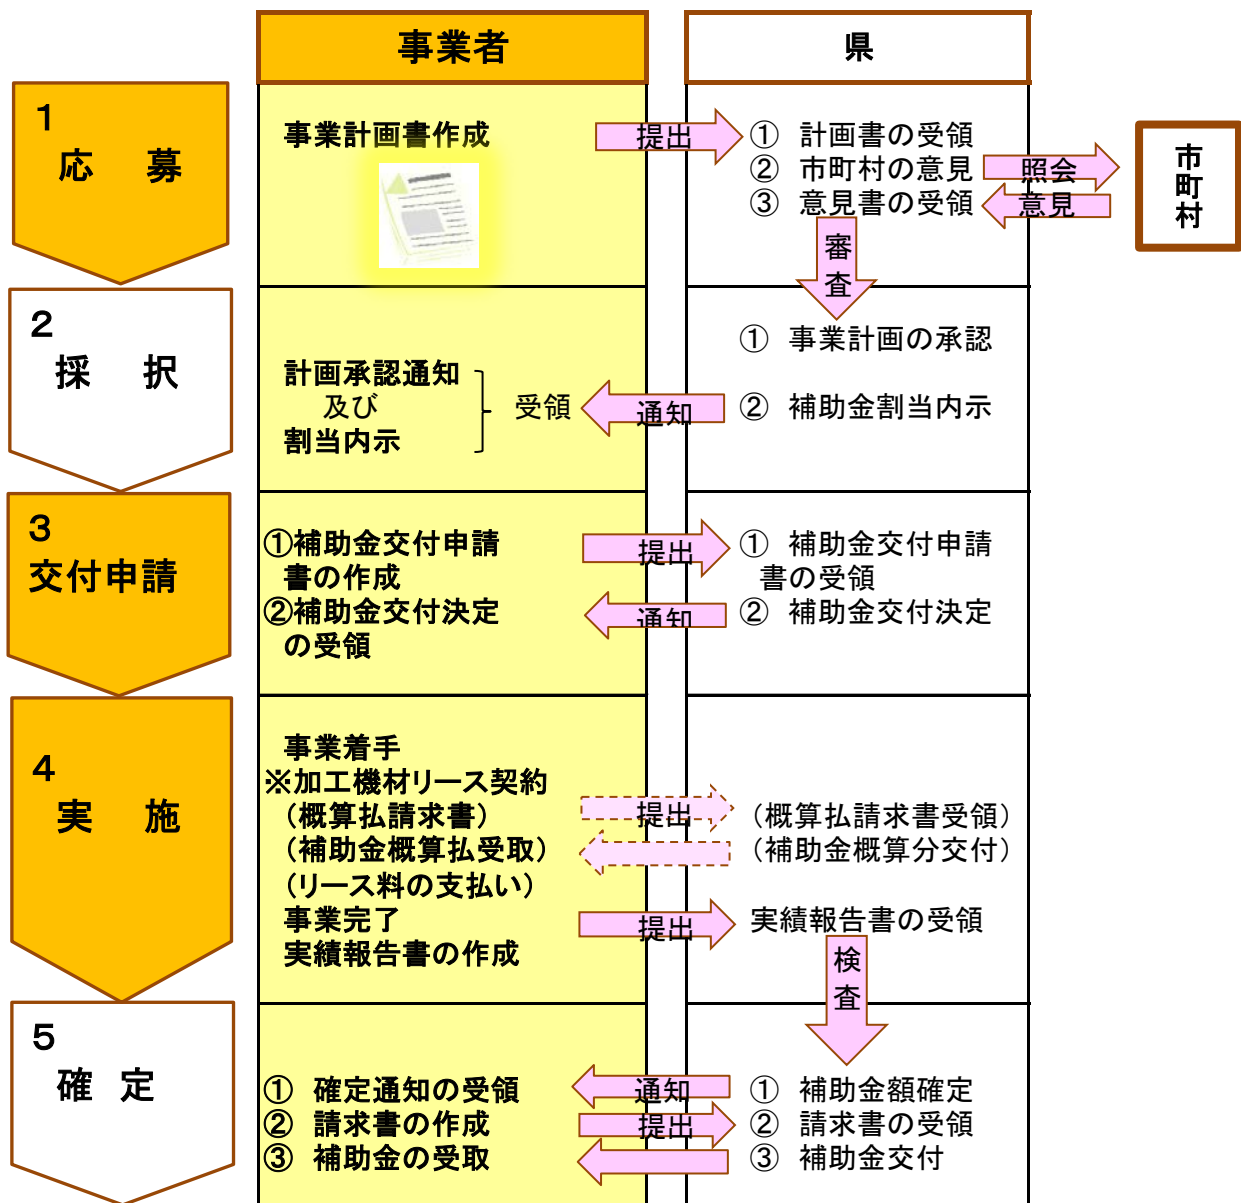 事業者
県
1
応　募
事業計画書作成
提出
① 計画書の受領
② 市町村の意見
③ 意見書の受領
照会
意見
市町村
審査
2
採　択
計画承認通知
及び
割当内示
受領
通知
① 事業計画の承認
② 補助金割当内示
3
交付申請
①補助金交付申請
書の作成
②補助金交付決定
の受領
提出
通知
① 補助金交付申請
書の受領
② 補助金交付決定
4
実　施
事業着手
※加工機材リース契約
(概算払請求書)
(補助金概算払受取)
(リース料の支払い)
事業完了
実績報告書の作成
提出
提出
(概算払請求書受領)
(補助金概算分交付)
実績報告書の受領
検査
5
確 定
① 確定通知の受領
② 請求書の作成
③ 補助金の受取
通知
提出
① 補助金額確定
② 請求書の受領
③ 補助金交付